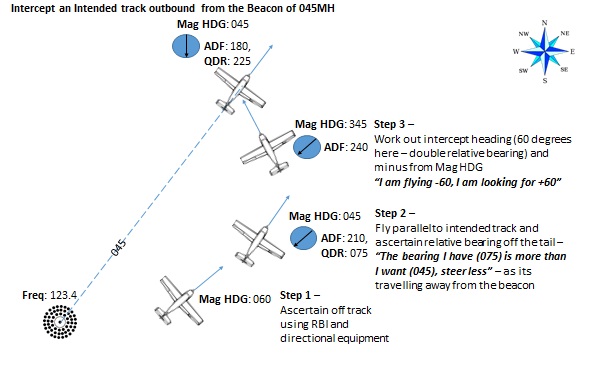 Intercept an Intended track outbound from the Beacon of 045MH
Mag HDG: 045
ADF: 180,
QDR: 225
N
NW
NE
W
E
SW
SE
S
Mag HDG: 345
ADF: 240
Step 3 –
Work out intercept heading (60 degrees
here – double relative bearing) and
minus from Mag HDG
“I am flying -60, I am looking for +60”
Mag HDG: 045
ADF: 210,
QDR: 075
Step 2 –
Fly parallel to intended track and
ascertain relative bearing off the tail –
“The bearing I have (075) is more than
I want (045), steer less” – as its
travelling away from the beacon
045
Freq: 123.4
Mag HDG: 060
Step 1 –
Ascertain off track
using RBI and
directional equipment